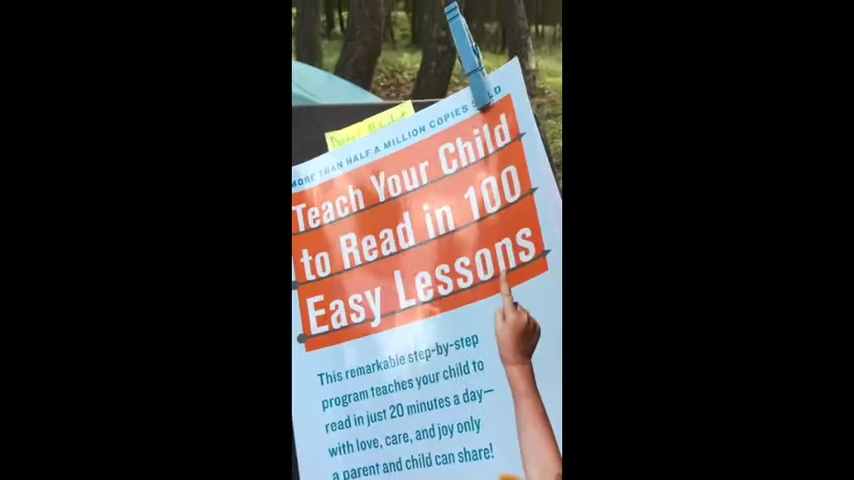 MORE THAN HALF A MILLION COPIES
Teach Your Child
to Read in 100
Easy Lessons
This remarkable step-by-step
program teaches your child to
read in just 20 minutes a day—
with love, care, and joy only
a parent and child can share!